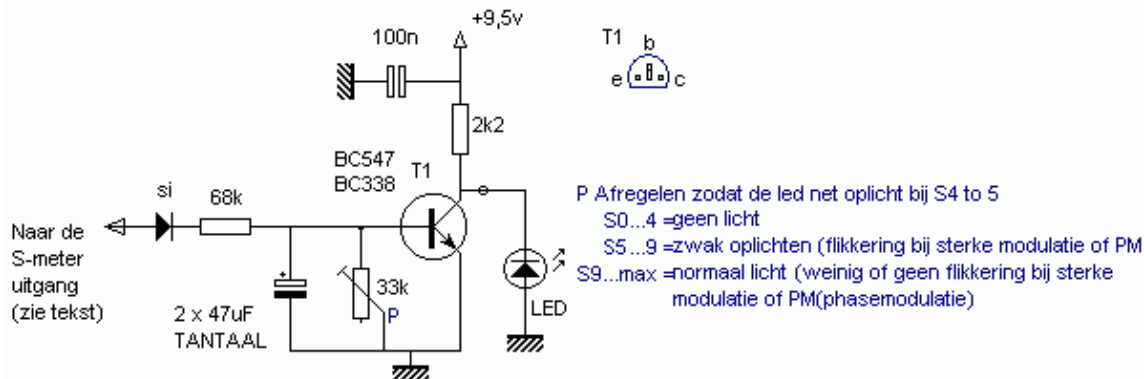 +9,5v
100n
T1
b
e
c
2k2
BC547
BC338
T1
si
68k
Naar de
S-meter
uitgang
(zie tekst)
+
2 x 47uF
TANTAAL
33k
P
LED
P Afregelen zodat de led net oplicht bij S4 to 5
S0...4 =geen licht
S5...9 =zwak oplichten (flikkering bij sterke modulatie of PM
S9...max =normaal licht (weinig of geen flikkering bij sterke
modulatie of PM(phasemodulatie)